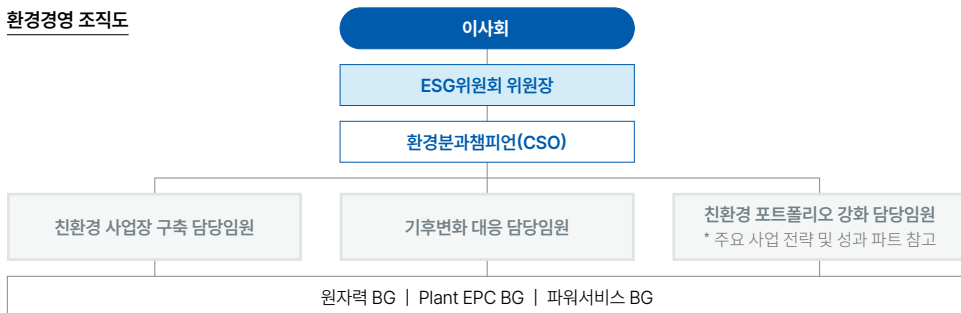 환경경영 조직도
이사회
ESG위원회 위원장
환경분과챔피언(CSO)
친환경 사업장 구축 담당임원
기후변화 대응 담당임원
친환경 포트폴리오 강화 담당임원
* 주요 사업 전략 및 성과 파트 참고
원자력 BG | Plant EPC BG | 파워서비스 BG